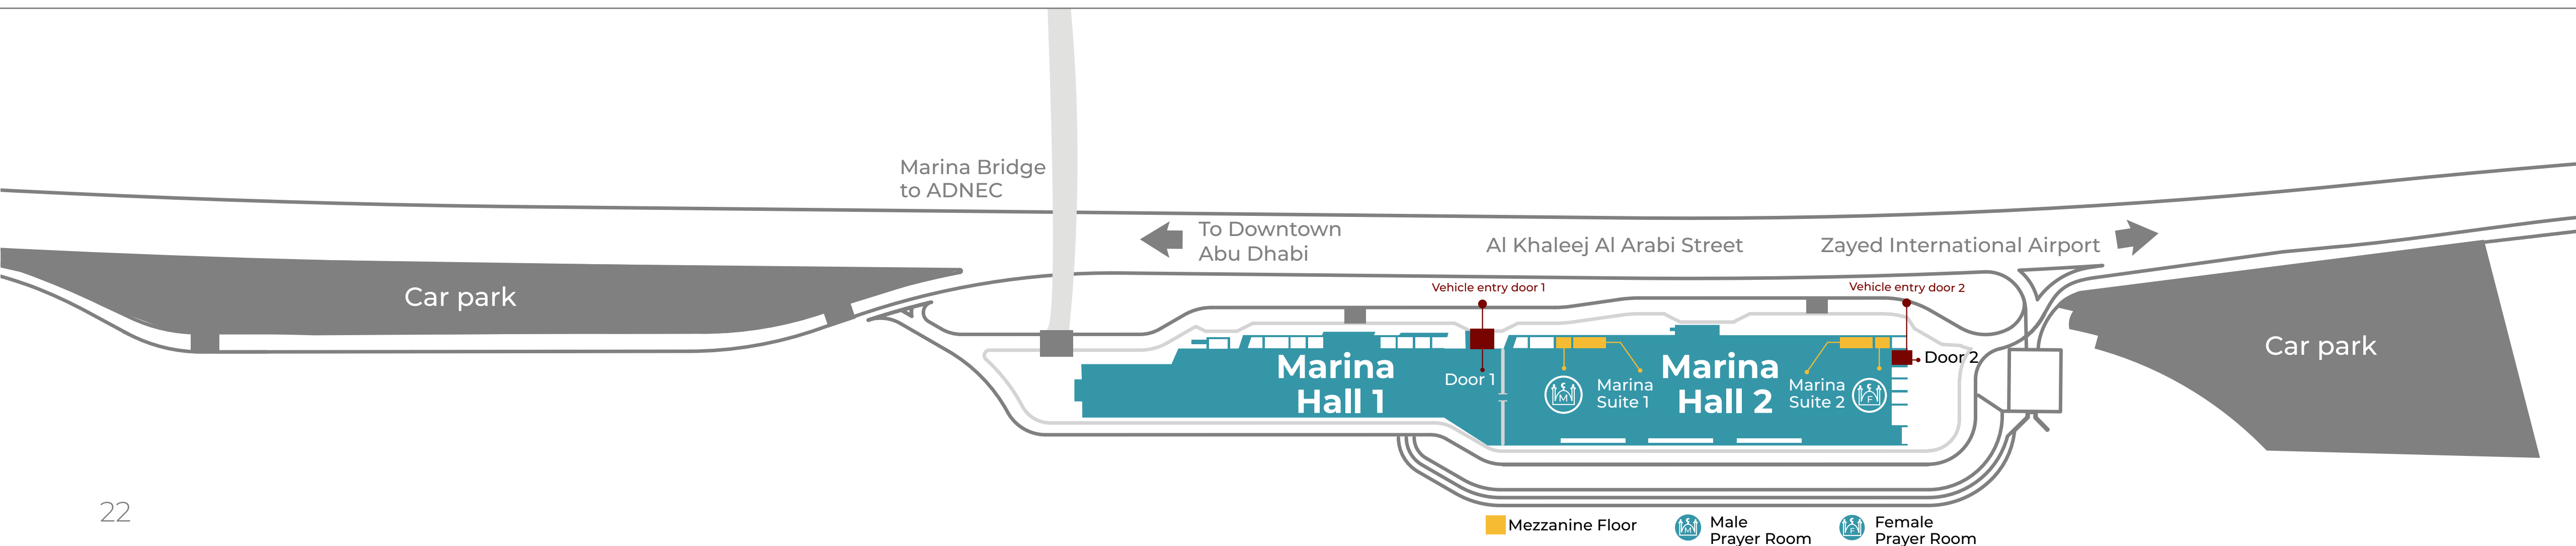 Marina Bridge
to ADNEC
To Downtown
Abu Dhabi
Al Khaleej Al Arabi Street
Zayed International Airport
Car park
Vehicle entry door 1
Vehicle entry door 2
Car park
Marina
Hall 1
Door 1
M
Marina
Suite 1
Marina
Hall 2
Marina
Suite 2
F
Door 2
22
Mezzanine Floor
M
Male
Prayer Room
F
Female
Prayer Room